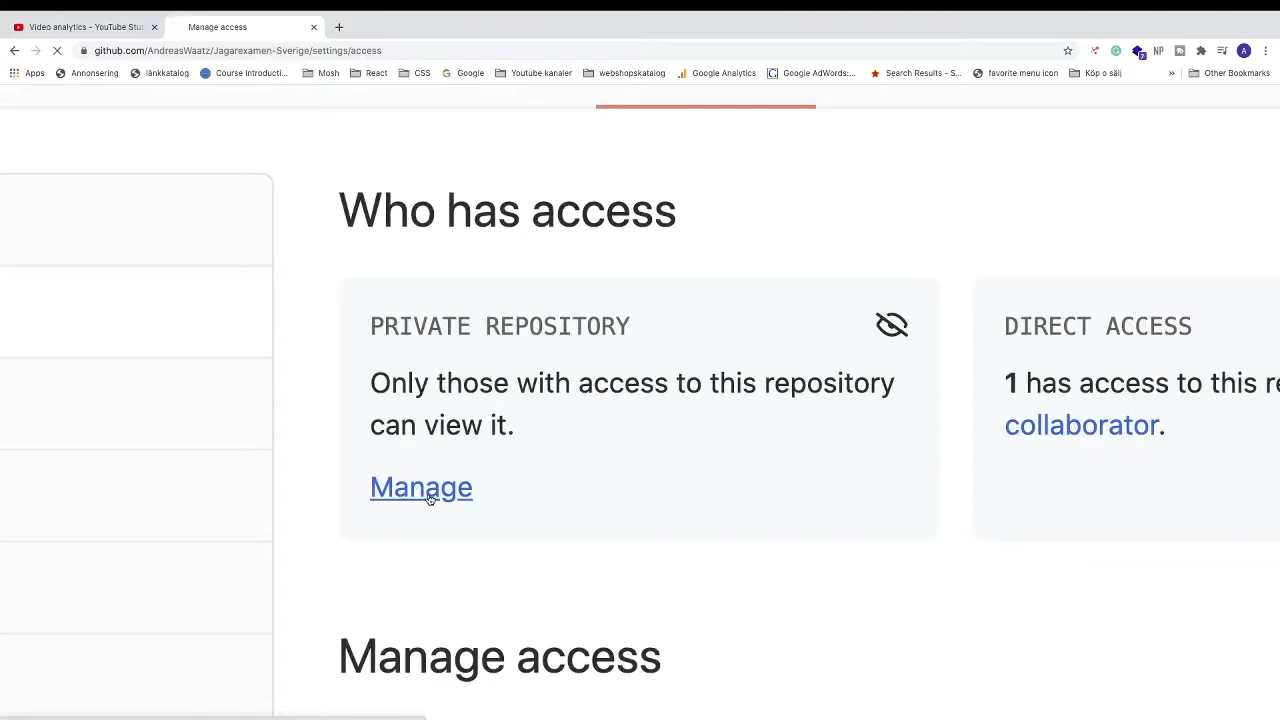 Video analytics - YouTube Stu
Manage access
github.com/AndreasWaatz/Jagarexamen-Sverige/settings/access
NP
7
A
Apps
Annonsering
länkkatalog
Course Introducti...
Mosh
React
CSS
Google
Youtube kanaler
webshopskatalog
Google Analytics
Google AdWords:...
Search Results - S...
favorite menu icon
Köp o sälj
»
Other Bookmarks
Who has access
PRIVATE REPOSITORY
Only those with access to this repository
can view it.
Manage
DIRECT ACCESS
1 has access to this re
collaborator.
Manage access